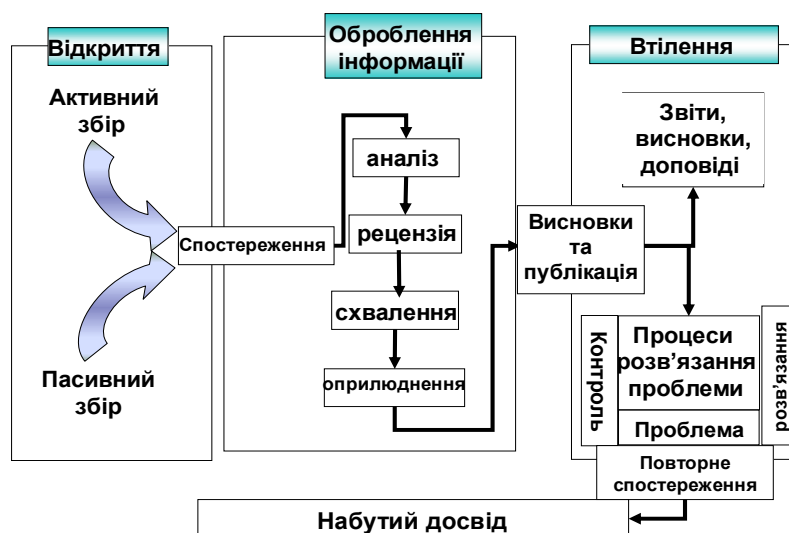 Відкриття
Активний
збір
Пасивний
збір
Спостереження
Оброблення
інформації
аналіз
рецензія
схвалення
оприлюднення
Висновки
та
публікація
Втілення
Звіти,
висновки,
доповіді
Контроль
Процеси
розв’язання
проблеми
Проблема
розв’язання
Повторне
спостереження
Набутий досвід